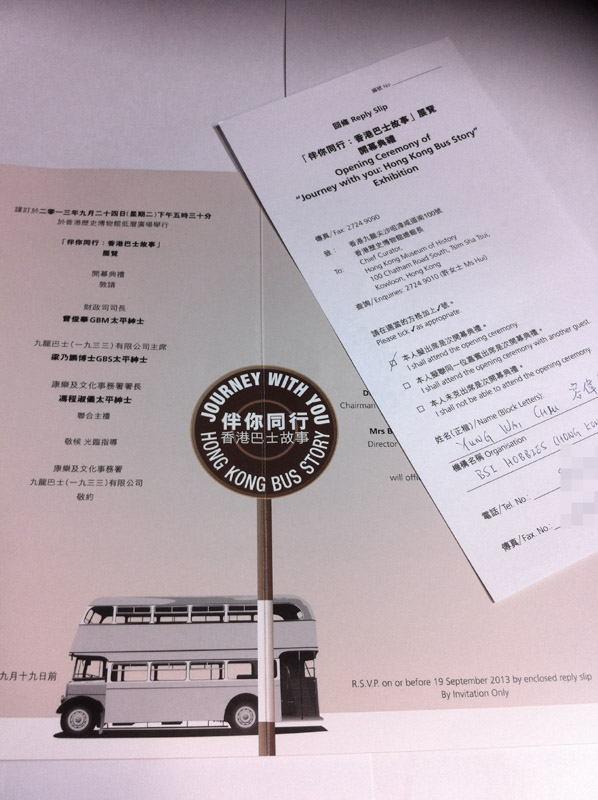 謹訂於二零一三年九月二十四日(星期二)下午五時三十分
於香港歷史博物館低層廣場舉行
「伴你同行：香港巴士故事」
展覽
開幕典禮
敦請
財政司司長
曾俊華GBM太平紳士
九龍巴士(一九三三)有限公司主席
梁乃鵬博士GBS太平紳士
康樂及文化事務署署長
馮程淑儀太平紳士
聯合主禮
敬候 光臨指導
康樂及文化事務署
九龍巴士(一九三三)有限公司
敬約
九月十九日前
JOURNEY WITH YOU
伴你同行
香港巴士故事
HONG KONG BUS STORY
Chairman
Mrs
Director
will
R.S.V.P. on or before 19 September 2013 by enclosed reply slip
By Invitation Only
編號 No
回條 Reply Slip
「伴你同行：香港巴士故事」展覽
開幕典禮
Opening Ceremony of
"Journey with you: Hong Kong Bus Story"
Exhibition
傳真/ Fax: 2724 9090
致: 香港九龍尖沙咀漆咸道南100號
香港歷史博物館總館長
To: Chief Curator,
Hong Kong Museum of History
100 Chatham Road South, Tsim Sha Tsui,
Kowloon, Hong Kong
查詢 / Enquiries: 2724 9010 (許女士 Ms Hui)
請在適當的方格加上✓號。
Please tick ✓as appropriate.
本人擬出席是次開幕典禮。
I shall attend the opening ceremony
本人擬聯同一位嘉賓出席是次開幕典禮。
I shall attend the opening ceremony with another guest
本人未克出席是次開幕典禮。
I shall not be able to attend the opening ceremony.
姓名(正楷) / Name (Block Letters):
WAI
機構名稱 Organisation
BSI HOBBIES (HONG KON
電話/Tel No.:
傳真/Fax No.: